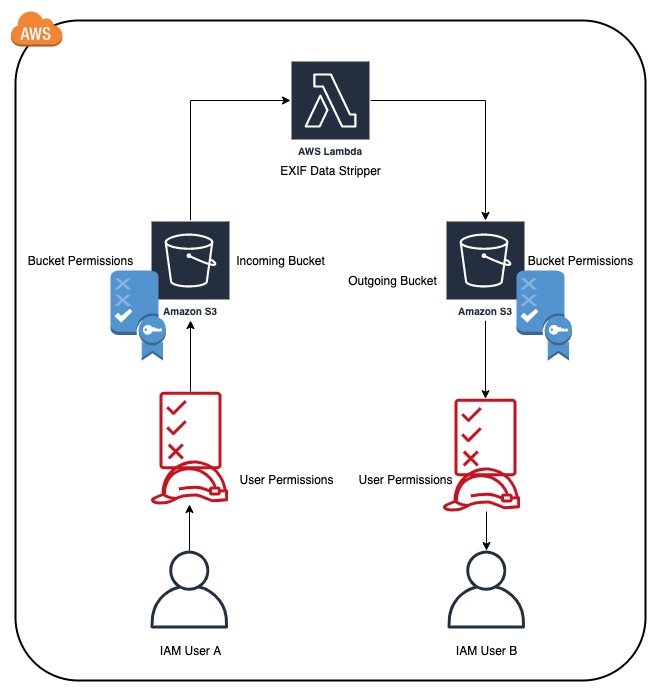 AWS
AWS Lambda
EXIF Data Stripper
Bucket Permissions
Incoming Bucket
Bucket Permissions
Outgoing Bucket
Amazon S3
Amazon S3
User Permissions
User Permissions
IAM User A
IAM User B